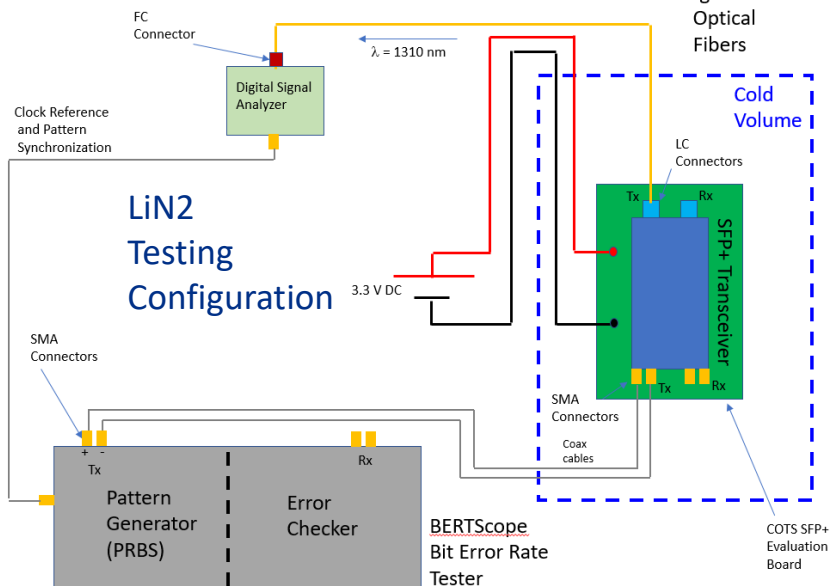 FC
Connector
Optical
Fibers
λ = 1310 nm
Digital Signal
Analyzer
Cold
Volume
Clock Reference
and Pattern
Synchronization
LC
Connectors
Tx
Rx
LiN2
Testing
Configuration
SFP+ Transceiver
3.3 V DC
SMA
Connectors
SMA
Connectors
Tx
Rx
Coax
cables
+ -
Tx
Rx
Pattern
Generator
(PRBS)
Error
Checker
BERTScope
Bit Error Rate
Tester
COTS SFP+
Evaluation
Board